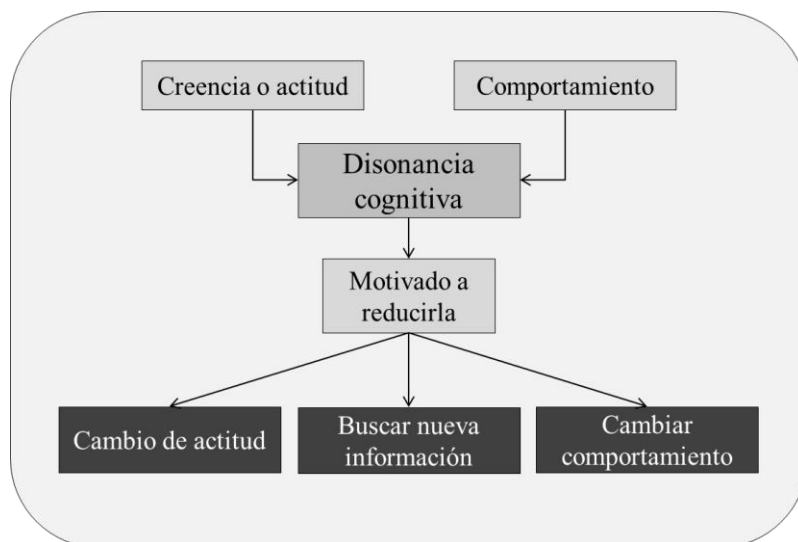 Creencia o actitud
Comportamiento
Disonancia
cognitiva
Motivado a
reducirla
Cambio de actitud
Buscar nueva
información
Cambiar
comportamiento